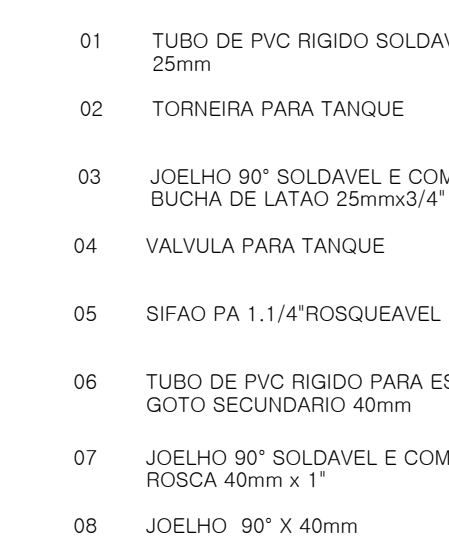 01 TUBO DE PVC RIGIDO SOLDAV
25mm
02 TORNEIRA PARA TANQUE
03 JOELHO 90° SOLDAVEL E COM
BUCHA DE LATAO 25mmx3/4"
04 VALVULA PARA TANQUE
05 SIFAO PA 1.1/4"ROSQUEAVEL
06 TUBO DE PVC RIGIDO PARA ES
GOTO SECUNDARIO 40mm
07 JOELHO 90° SOLDAVEL E COM
ROSCA 40mm x 1"
08 JOELHO 90° X 40mm